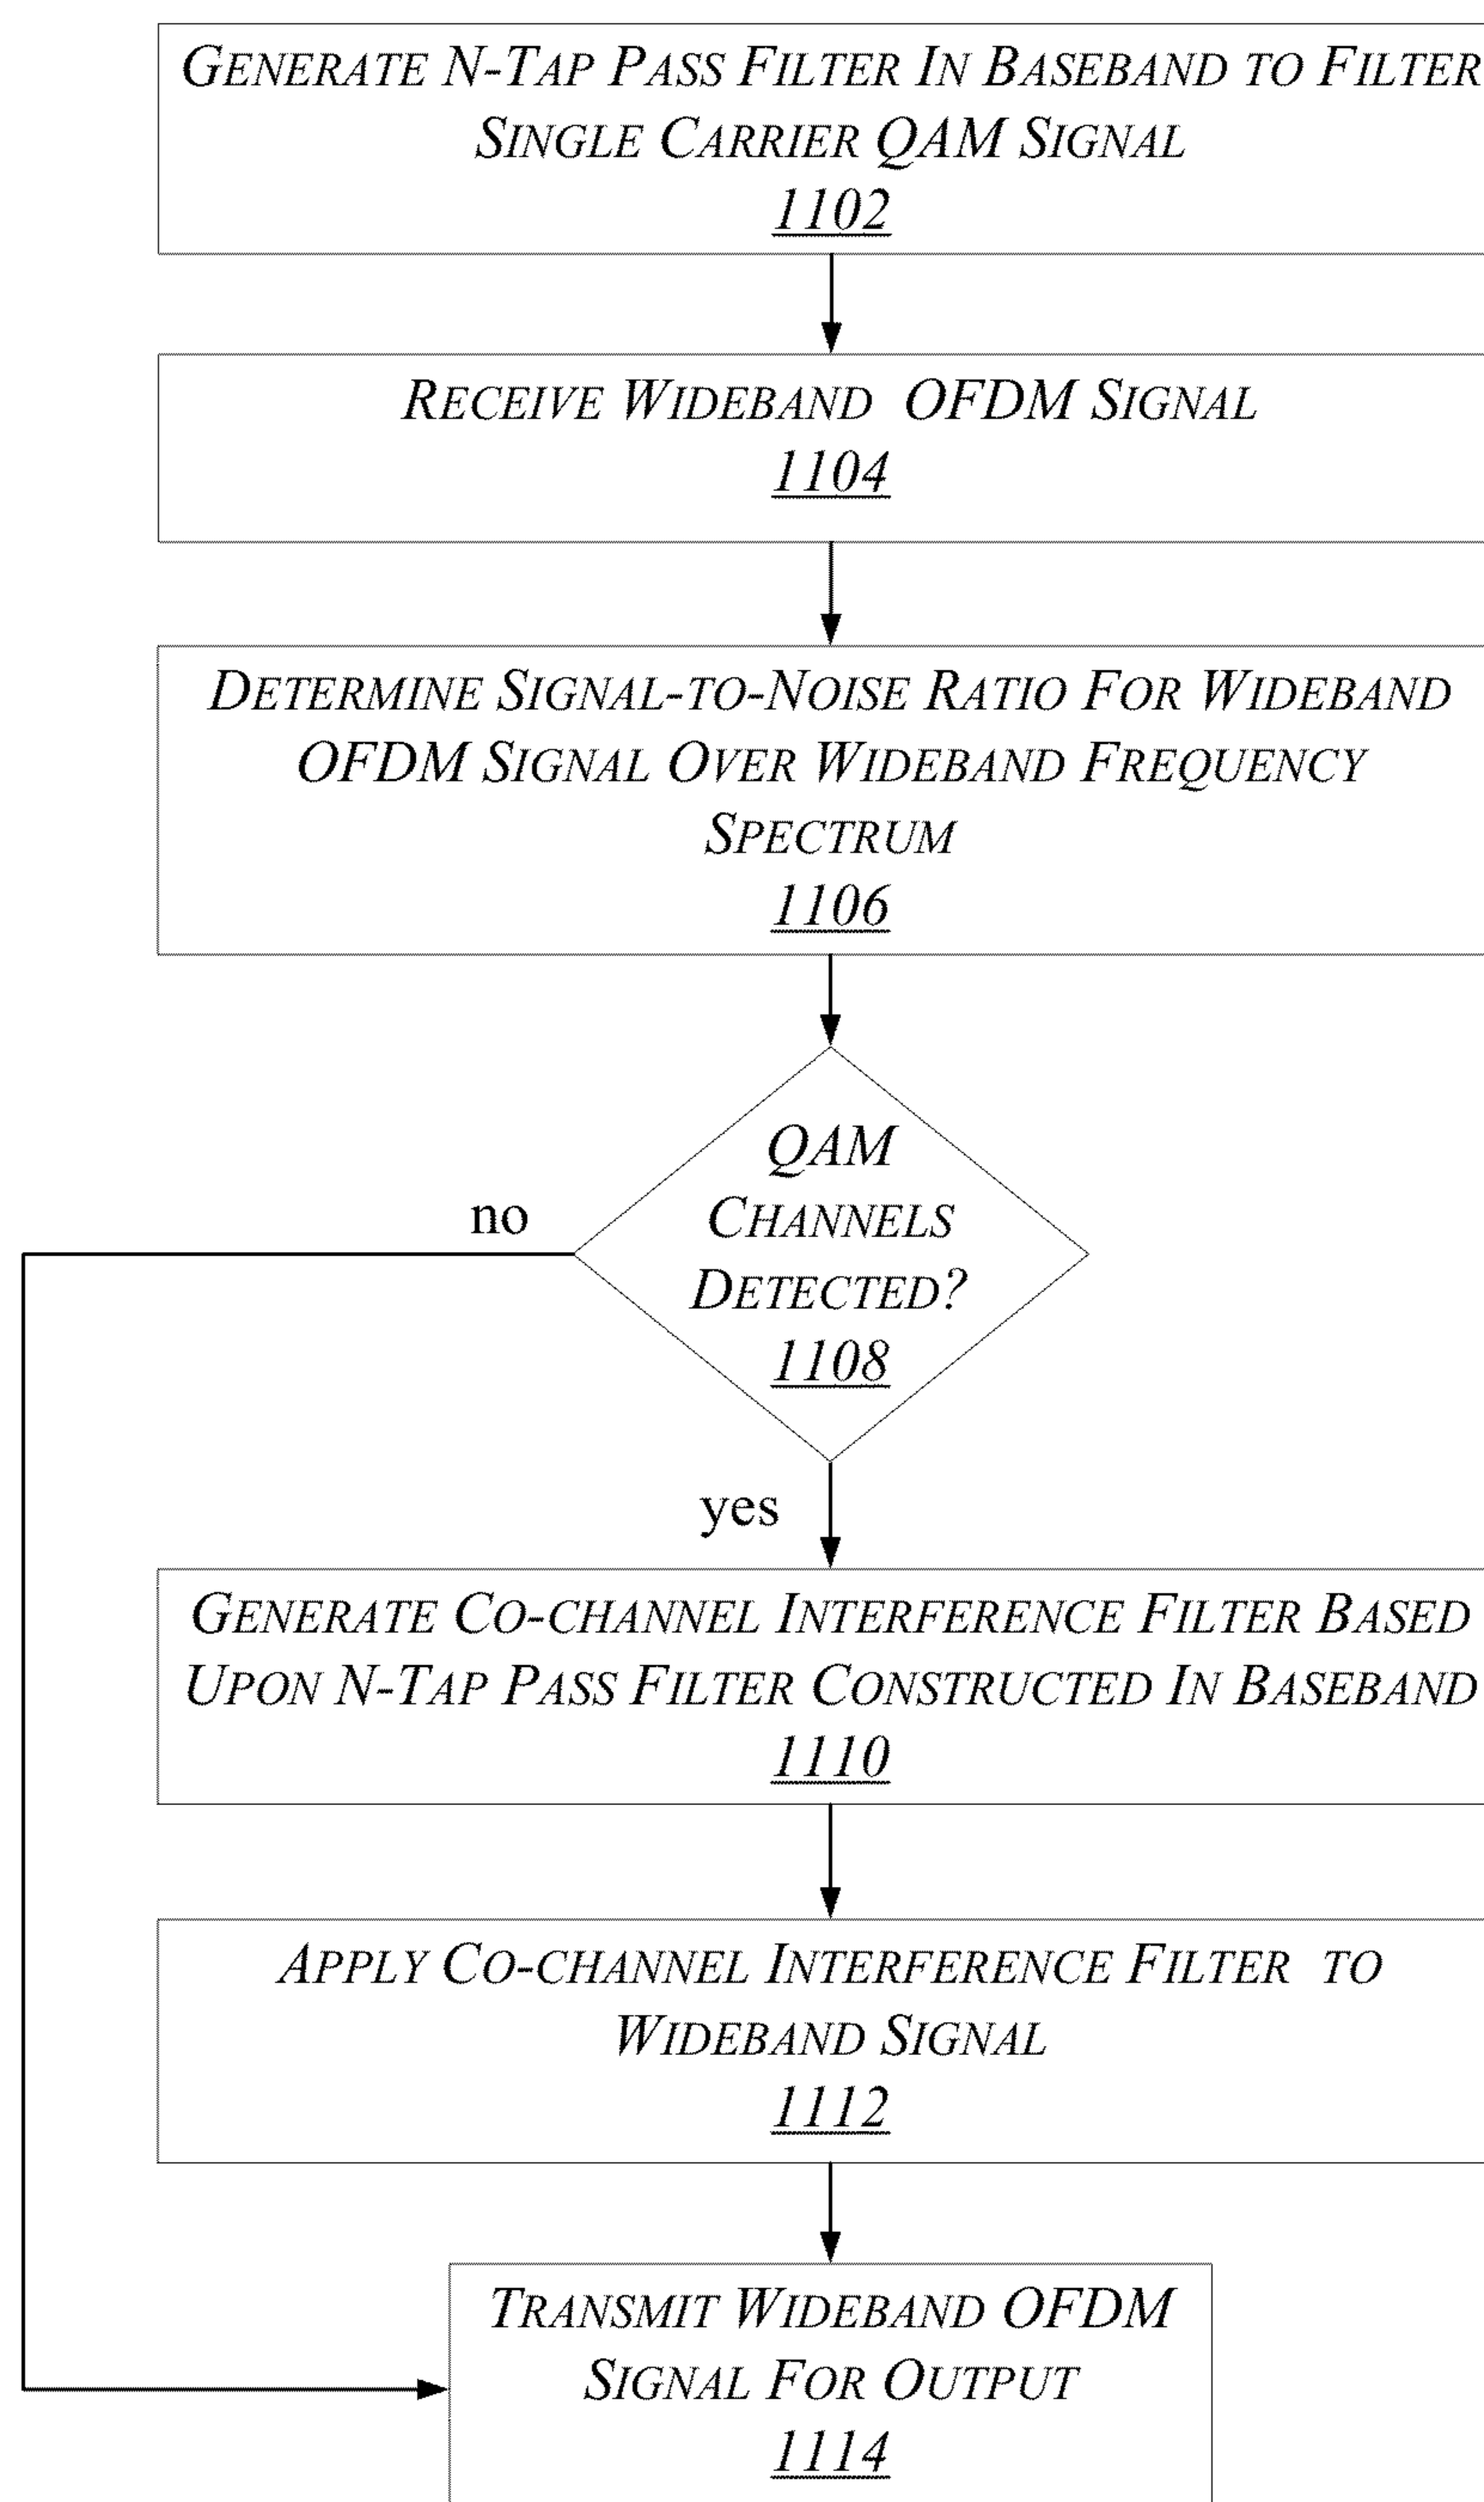 GENERATE N-TAP PASS FILTER IN BASEBAND TO FILTER
SINGLE CARRIER QAM SIGNAL
1102
RECEIVE WIDEBAND OFDM SIGNAL
1104
DETERMINE SIGNAL-TO-NOISE RATIO FOR WIDEBAND
OFDM SIGNAL OVER WIDEBAND FREQUENCY
SPECTRUM
1106
QAM
CHANNELS
DETECTED?
1108
no
yes
GENERATE CO-CHANNEL INTERFERENCE FILTER BASED
UPON N-TAP PASS FILTER CONSTRUCTED IN BASEBAND
1110
APPLY CO-CHANNEL INTERFERENCE FILTER TO
WIDEBAND SIGNAL
1112
TRANSMIT WIDEBAND OFDM
SIGNAL FOR OUTPUT
1114